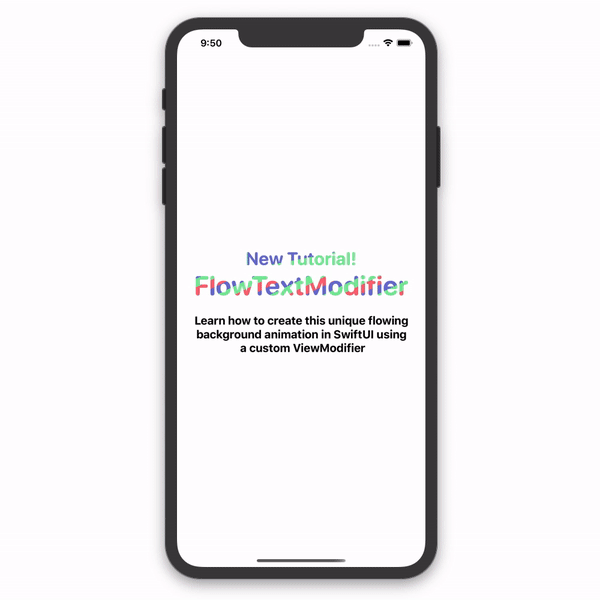 9:50
New Tutorial!
FlowTextModifier
Learn how to create this unique flowing
background animation in SwiftUI using
a custom ViewModifier